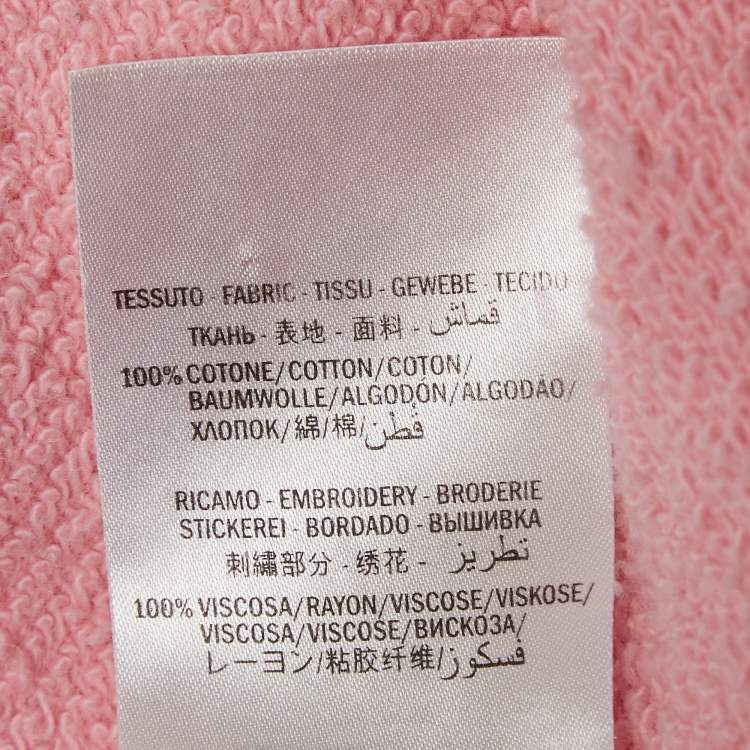 TESSUTO - FABRIC - TISSU - GEWEBE - TECIDO
ТКАНЬ - 表地 - 面料 - قماش
100% COTONE/COTTON/COTON/
BAUMWOLLE/ALGODÓN/ALGODÃO/
ХЛОПОК/綿/棉/قطن
RICAMO - EMBROIDERY - BRODERIE
STICKEREI - BORDADO - ВЫШИВКА
刺繍部分 - 绣花 - تطريز
100% VISCOSA/RAYON/VISCOSE/VISKOSE/
VISCOSA/VISCOSE/ВИСКОЗА/
レーヨン/粘胶纤维/فسكوز